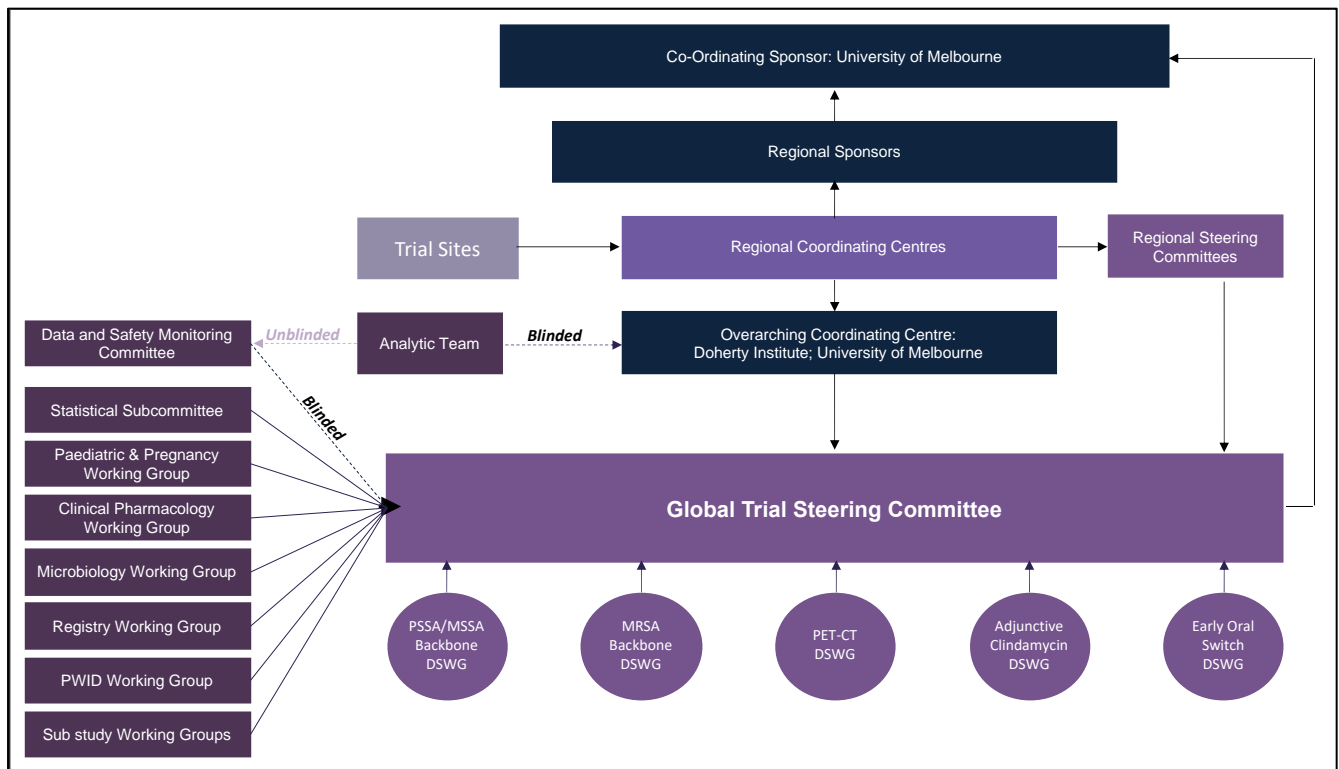 Co-Ordinating Sponsor: University of Melbourne
Regional Sponsors
Trial Sites
Regional Coordinating Centres
Regional Steering
Committees
Data and Safety Monitoring
Committee
Unblinded
Analytic Team
Blinded
Overarching Coordinating Centre:
Doherty Institute; University of Melbourne
Blinded
Statistical Subcommittee
Paediatric & Pregnancy
Working Group
Clinical Pharmacology
Working Group
Microbiology Working Group
Registry Working Group
PWID Working Group
Sub study Working Groups
Global Trial Steering Committee
PSSA/MSSA
Backbone
DSWG
MRSA
Backbone
DSWG
PET-CT
DSWG
Adjunctive
Clindamycin
DSWG
Early Oral
Switch
DSWG